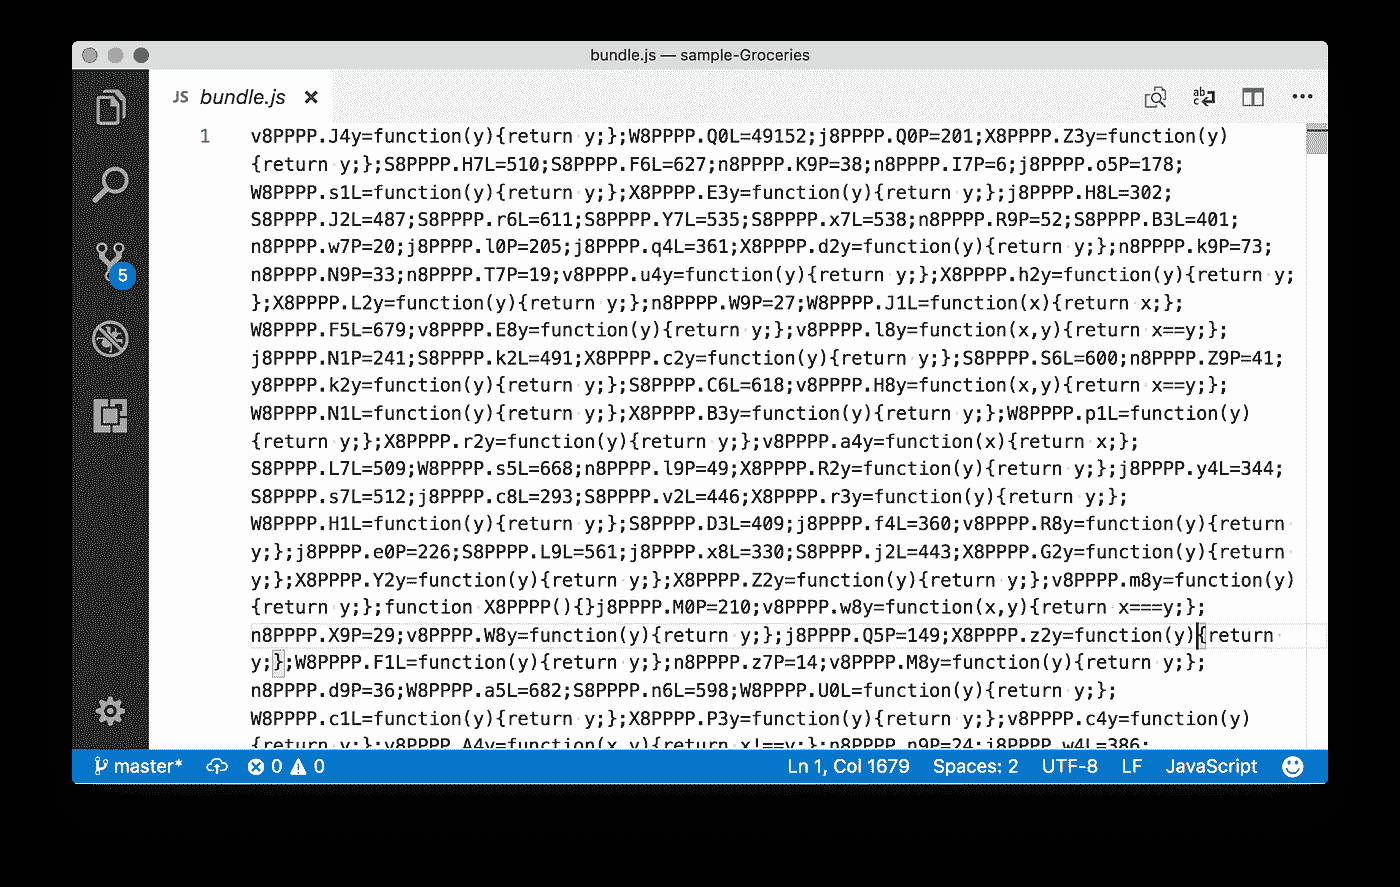 bundle.js — sample-Groceries
JS bundle.js ×
1
v8PPPP.J4y=function(y){return y;};W8PPPP.Q0L=49152;j8PPPP.Q0P=201;X8PPPP.Z3y=function(y)
{return y;};S8PPPP.H7L=510;S8PPPP.F6L=627;n8PPPP.K9P=38;n8PPPP.I7P=6;j8PPPP.o5P=178;
W8PPPP.s1L=function(y){return y;};X8PPPP.E3y=function(y){return y;};j8PPPP.H8L=302;
S8PPPP.J2L=487;S8PPPP.r6L=611;S8PPPP.Y7L=535;S8PPPP.x7L=538;n8PPPP.R9P=52;S8PPPP.B3L=401;
n8PPPP.w7P=20;j8PPPP.l0P=205;j8PPPP.q4L=361;X8PPPP.d2y=function(y){return y;};n8PPPP.k9P=73;
n8PPPP.N9P=33;n8PPPP.T7P=19;v8PPPP.u4y=function(y){return y;};X8PPPP.h2y=function(y){return y;
};X8PPPP.L2y=function(y){return y;};n8PPPP.W9P=27;W8PPPP.J1L=function(x){return x;};
W8PPPP.F5L=679;v8PPPP.E8y=function(y){return y;};v8PPPP.l8y=function(x,y){return x==y;};
j8PPPP.N1P=241;S8PPPP.k2L=491;X8PPPP.c2y=function(y){return y;};S8PPPP.S6L=600;n8PPPP.Z9P=41;
y8PPPP.k2y=function(y){return y;};S8PPPP.C6L=618;v8PPPP.H8y=function(x,y){return x==y;};
W8PPPP.N1L=function(y){return y;};X8PPPP.B3y=function(y){return y;};W8PPPP.p1L=function(y)
{return y;};X8PPPP.r2y=function(y){return y;};v8PPPP.a4y=function(x){return x;};
S8PPPP.L7L=509;W8PPPP.s5L=668;n8PPPP.l9P=49;X8PPPP.R2y=function(y){return y;};j8PPPP.y4L=344;
S8PPPP.s7L=512;j8PPPP.c8L=293;S8PPPP.v2L=446;X8PPPP.r3y=function(y){return y;};
W8PPPP.H1L=function(y){return y;};S8PPPP.D3L=409;j8PPPP.f4L=360;v8PPPP.R8y=function(y){return
y;};j8PPPP.e0P=226;S8PPPP.L9L=561;j8PPPP.x8L=330;S8PPPP.j2L=443;X8PPPP.G2y=function(y){return
y;};X8PPPP.Y2y=function(y){return y;};X8PPPP.Z2y=function(y){return y;};v8PPPP.m8y=function(y)
{return y;};function X8PPPP(){}j8PPPP.M0P=210;v8PPPP.w8y=function(x,y){return x===y;};
n8PPPP.X9P=29;v8PPPP.W8y=function(y){return y;};j8PPPP.Q5P=149;X8PPPP.z2y=function(y){return
y;};W8PPPP.F1L=function(y){return y;};n8PPPP.z7P=14;v8PPPP.M8y=function(y){return y;};
n8PPPP.d9P=36;W8PPPP.a5L=682;S8PPPP.n6L=598;W8PPPP.U0L=function(y){return y;};
W8PPPP.c1L=function(y){return y;};X8PPPP.P3y=function(y){return y;};v8PPPP.c4y=function(y)
{return y;};v8PPPP.A4y=function(x,y){return x!==y;};n8PPPP.n9P=24;j8PPPP.w4L=386;
5
master* 0 0 Ln 1, Col 1679 Spaces: 2 UTF-8 LF JavaScript